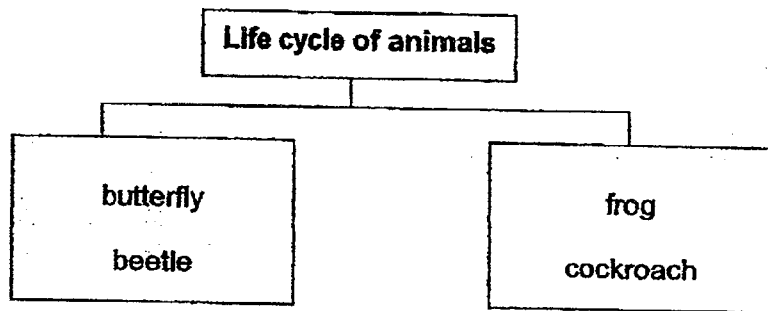 Life cycle of animals
butterfly
beetle
frog
cockroach